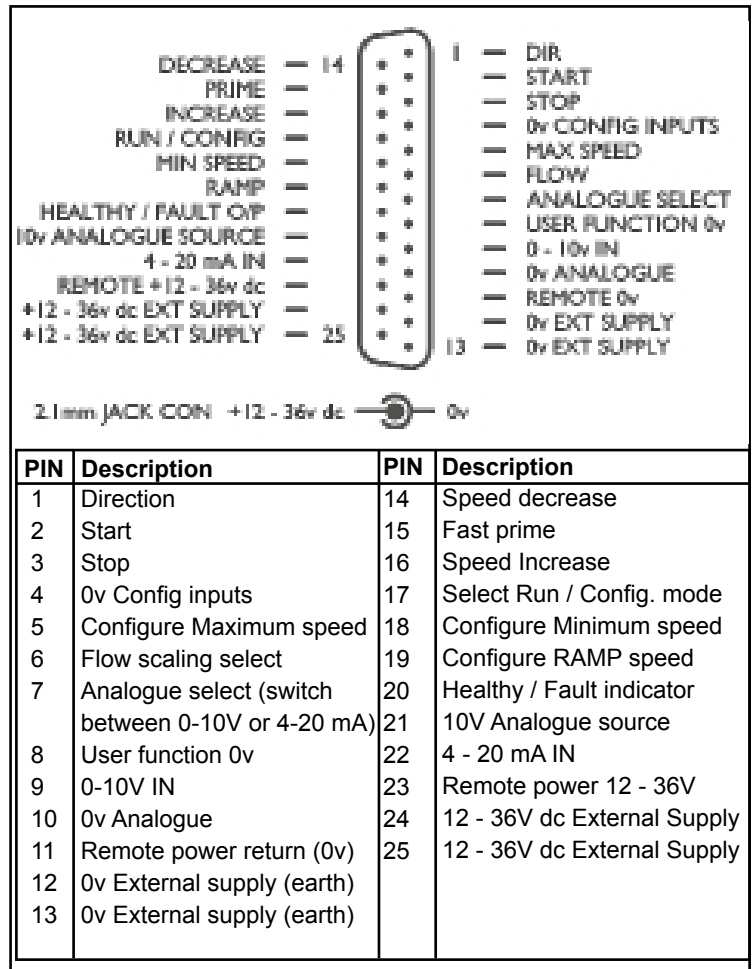 DECREASE — 14
PRIME —
INCREASE —
RUN / CONFIG —
MIN SPEED —
RAMP —
HEALTHY / FAULT O/P —
10v ANALOGUE SOURCE —
4 - 20 mA IN —
REMOTE +12 - 36v dc —
+12 - 36v dc EXT SUPPLY —
+12 - 36v dc EXT SUPPLY — 25
1 — DIR
— START
— STOP
— 0v CONFIG INPUTS
— MAX SPEED
— FLOW
— ANALOGUE SELECT
— USER FUNCTION 0v
— 0 - 10v IN
— 0v ANALOGUE
— REMOTE 0v
— 0v EXT SUPPLY
13 — 0v EXT SUPPLY
2.1mm JACK CON +12 - 36v dc — 0v
PIN Description PIN Description
1 Direction 14 Speed decrease
2 Start 15 Fast prime
3 Stop 16 Speed Increase
4 0v Config inputs 17 Select Run / Config. mode
5 Configure Maximum speed 18 Configure Minimum speed
6 Flow scaling select 19 Configure RAMP speed
7 Analogue select (switch 20 Healthy / Fault indicator
between 0-10V or 4-20 mA) 21 10V Analogue source
8 User function 0v 22 4 - 20 mA IN
9 0-10V IN 23 Remote power 12 - 36V
10 0v Analogue 24 12 - 36V dc External Supply
11 Remote power return (0v) 25 12 - 36V dc External Supply
12 0v External supply (earth)
13 0v External supply (earth)